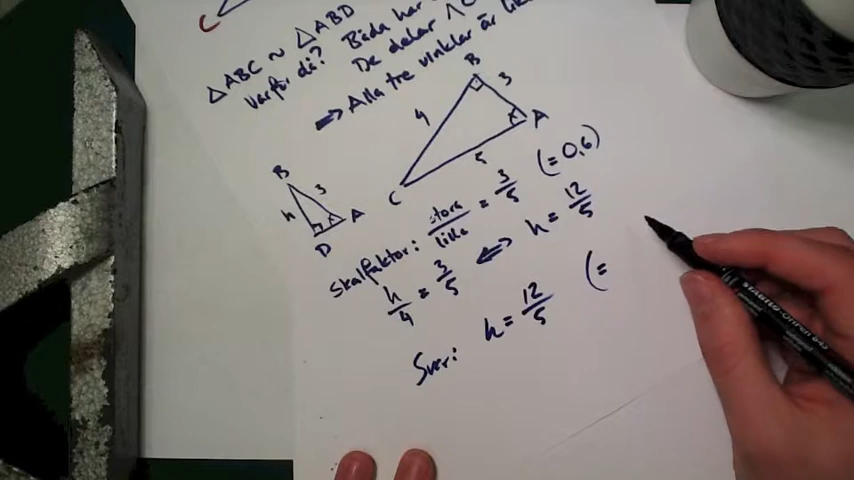 C
△ABC ~ △ABD
Varför då? Båda har
De delar
⇒ Alla tre vinklar är lika
B
3
4
A
5
C
B
3
h
A
D
Skalfaktor: stora/lilla = 3/5 (=0,6)
h/4 = 3/5 ⟺ h = 12/5
Svar: h = 12/5 (=